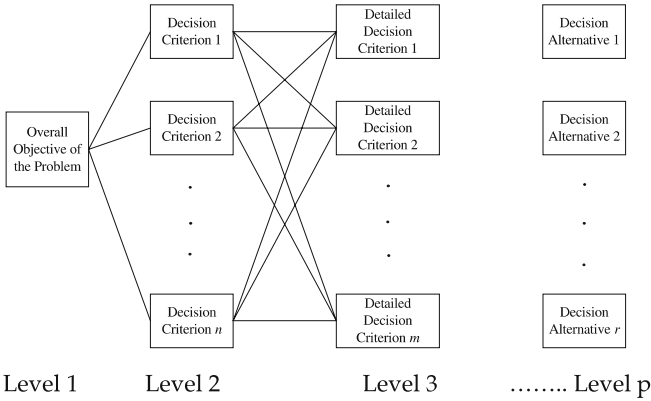 Overall
Objective of
the Problem
Decision
Criterion 1
Decision
Criterion 2
Decision
Criterion n
Detailed
Decision
Criterion 1
Detailed
Decision
Criterion 2
Detailed
Decision
Criterion m
Decision
Alternative 1
Decision
Alternative 2
Decision
Alternative r
Level 1
Level 2
Level 3
…….. Level p